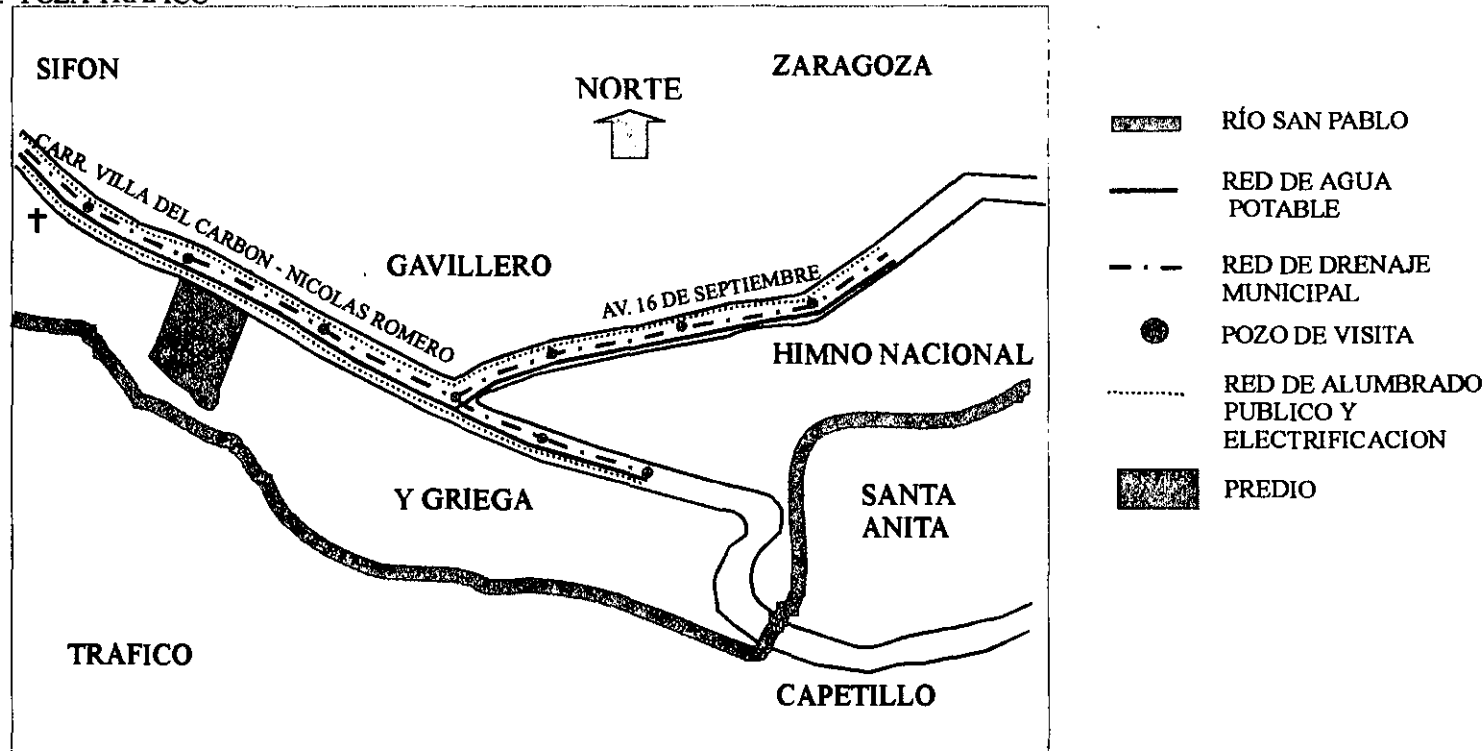 SIFON
ZARAGOZA
NORTE
CARR. VILLA DEL CARBON - NICOLAS ROMERO
GAVILLERO
AV. 16 DE SEPTIEMBRE
HIMNO NACIONAL
Y GRIEGA
SANTA
ANITA
TRAFICO
CAPETILLO
RÍO SAN PABLO
RED DE AGUA
POTABLE
RED DE DRENAJE
MUNICIPAL
POZO DE VISITA
RED DE ALUMBRADO
PUBLICO Y
ELECTRIFICACION
PREDIO